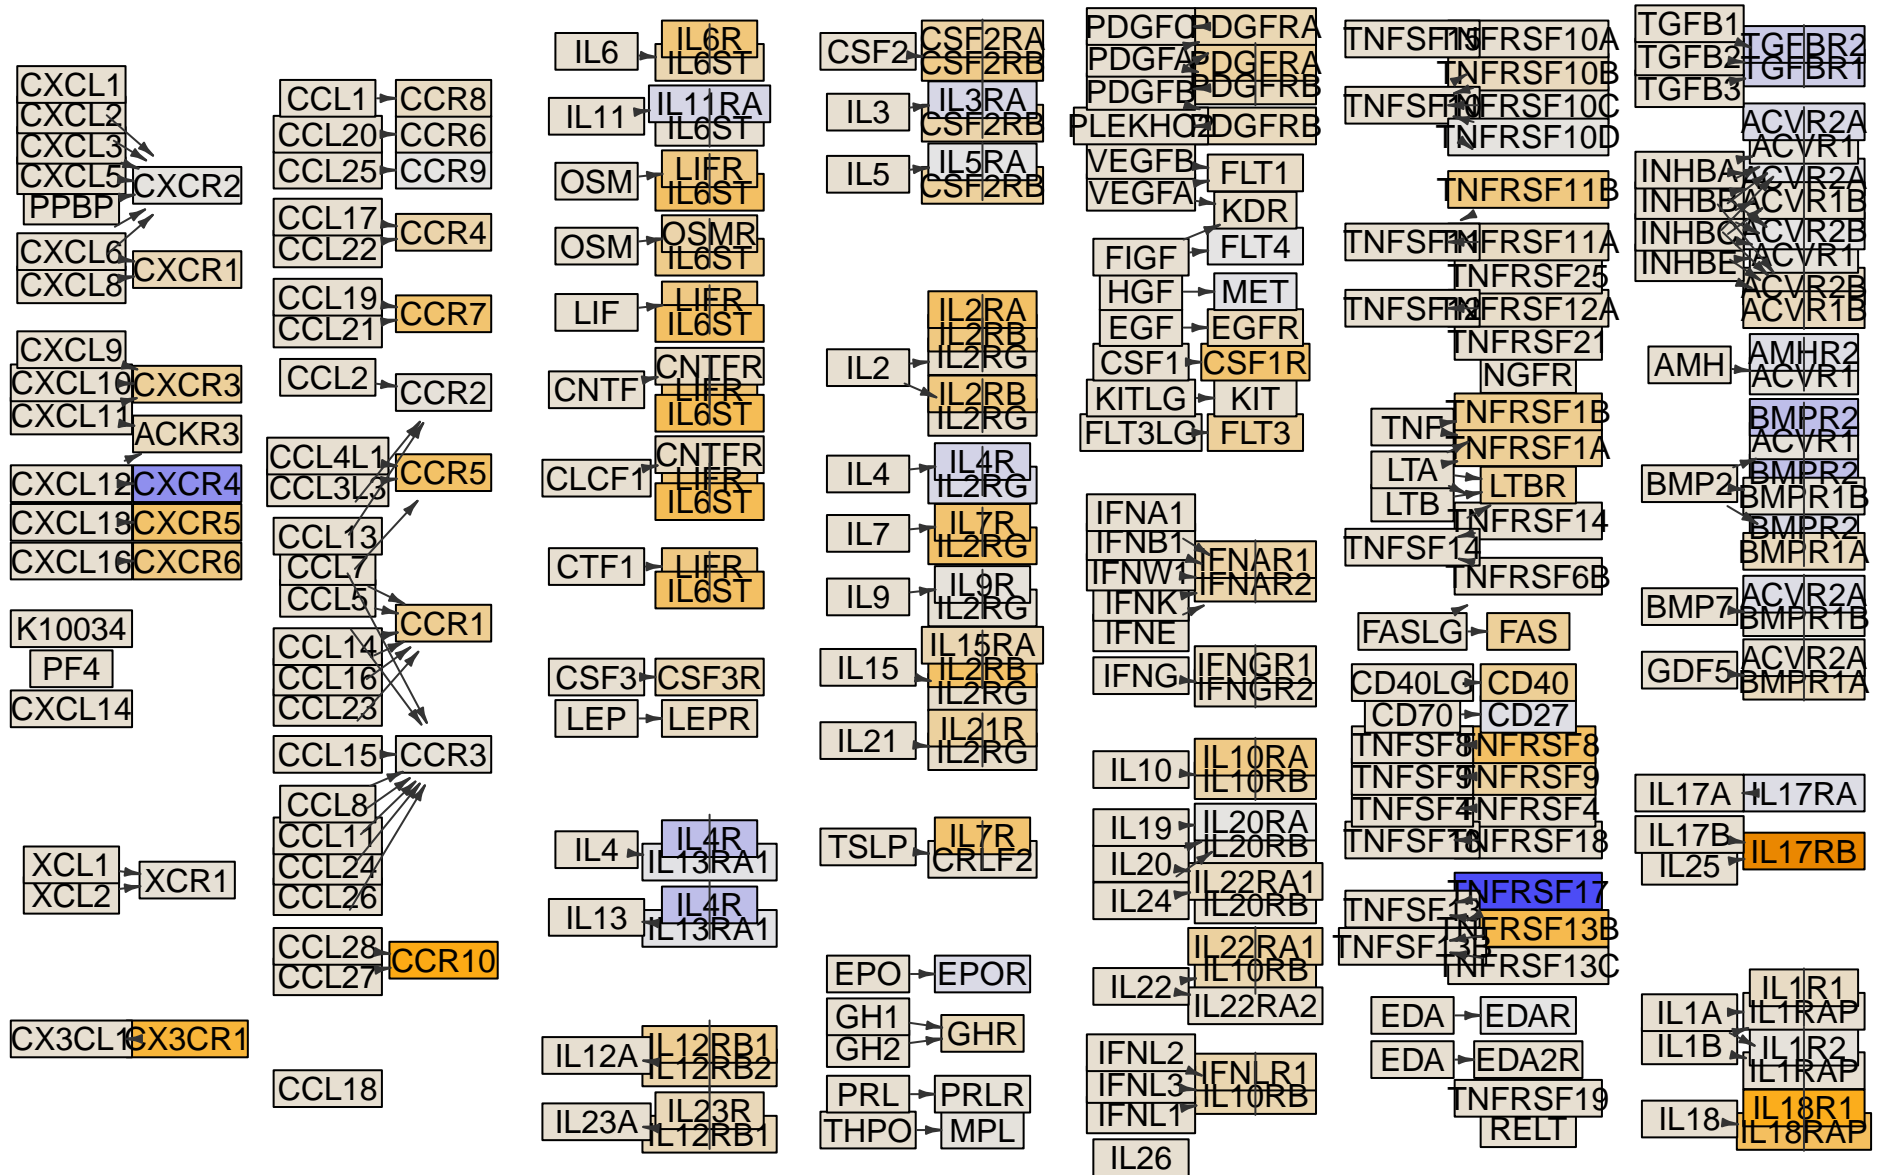 CXCL1
CXCL2
CXCL3
CXCL5
PPBP
CXCR2
CXCL6
CXCL8
CXCR1
CXCL9
CXCL10
CXCL11
CXCR3
ACKR3
CXCL12
CXCR4
CXCL13
CXCR5
CXCL16
CXCR6
K10034
PF4
CXCL14
XCL1
XCL2
XCR1
CX3CL1
CX3CR1
CCL1
CCR8
CCL20
CCR6
CCL25
CCR9
CCL17
CCL22
CCR4
CCL19
CCL21
CCR7
CCL2
CCR2
CCL4L1
CCL3L3
CCR5
CCL13
CCL7
CCL5
CCR1
CCL14
CCL16
CCL23
CCL15
CCR3
CCL8
CCL11
CCL24
CCL26
CCL28
CCL27
CCR10
CCL18
IL6
IL6R
IL6ST
IL11
IL11RA
IL6ST
OSM
LIFR
IL6ST
OSM
OSMR
IL6ST
LIF
LIFR
IL6ST
CNTF
CNTFR
LIFR
IL6ST
CLCF1
CNTFR
LIFR
IL6ST
CTF1
LIFR
IL6ST
CSF3
CSF3R
LEP
LEPR
IL4
IL4R
IL13RA1
IL13
IL4R
IL13RA1
IL12A
IL12RB1
IL12RB2
IL23A
IL23R
IL12RB1
CSF2
CSF2RA
CSF2RB
IL3
IL3RA
CSF2RB
IL5
IL5RA
CSF2RB
IL2
IL2RA
IL2RB
IL2RG
IL2RB
IL2RG
IL4
IL4R
IL2RG
IL7
IL7R
IL2RG
IL9
IL9R
IL2RG
IL15
IL15RA
IL2RB
IL2RG
IL21
IL21R
IL2RG
TSLP
IL7R
CRLF2
EPO
EPOR
GH1
GH2
GHR
PRL
PRLR
THPO
MPL
PDGFC
PDGFRA
PDGFA
PDGFRA
PDGFB
PDGFRB
PLEKHO2
PDGFRB
VEGFB
VEGFA
FLT1
KDR
FIGF
FLT4
HGF
MET
EGF
EGFR
CSF1
CSF1R
KITLG
KIT
FLT3LG
FLT3
IFNA1
IFNB1
IFNW1
IFNK
IFNE
IFNAR1
IFNAR2
IFNG
IFNGR1
IFNGR2
IL10
IL10RA
IL10RB
IL19
IL20
IL24
IL20RA
IL20RB
IL22RA1
IL20RB
IL22
IL22RA1
IL10RB
IL22RA2
IFNL2
IFNL3
IFNL1
IFNLR1
IL10RB
IL26
TNFSF15
TNFRSF10A
TNFRSF10B
TNFSF10
TNFRSF10C
TNFRSF10D
TNFRSF11B
TNFSF11
TNFRSF11A
TNFRSF25
TNFSF12
TNFRSF12A
TNFRSF21
NGFR
TNF
TNFRSF1B
TNFRSF1A
LTA
LTB
LTBR
TNFRSF14
TNFSF14
TNFRSF6B
FASLG
FAS
CD40LG
CD40
CD70
CD27
TNFSF8
TNFRSF8
TNFSF9
TNFRSF9
TNFSF4
TNFRSF4
TNFSF18
TNFRSF18
TNFRSF17
TNFSF13
TNFRSF13B
TNFSF13B
TNFRSF13C
EDA
EDAR
EDA
EDA2R
TNFRSF19
RELT
TGFB1
TGFB2
TGFB3
TGFBR2
TGFBR1
INHBA
INHBB
INHBC
INHBE
ACVR2A
ACVR1
ACVR2A
ACVR1B
ACVR2B
ACVR1
ACVR2B
ACVR1B
AMH
AMHR2
ACVR1
BMP2
BMPR2
ACVR1
BMPR2
BMPR1B
BMPR2
BMPR1A
BMP7
ACVR2A
BMPR1B
GDF5
ACVR2A
BMPR1A
IL17A
IL17RA
IL17B
IL25
IL17RB
IL1A
IL1B
IL1R1
IL1RAP
IL1R2
IL1RAP
IL18
IL18R1
IL18RAP